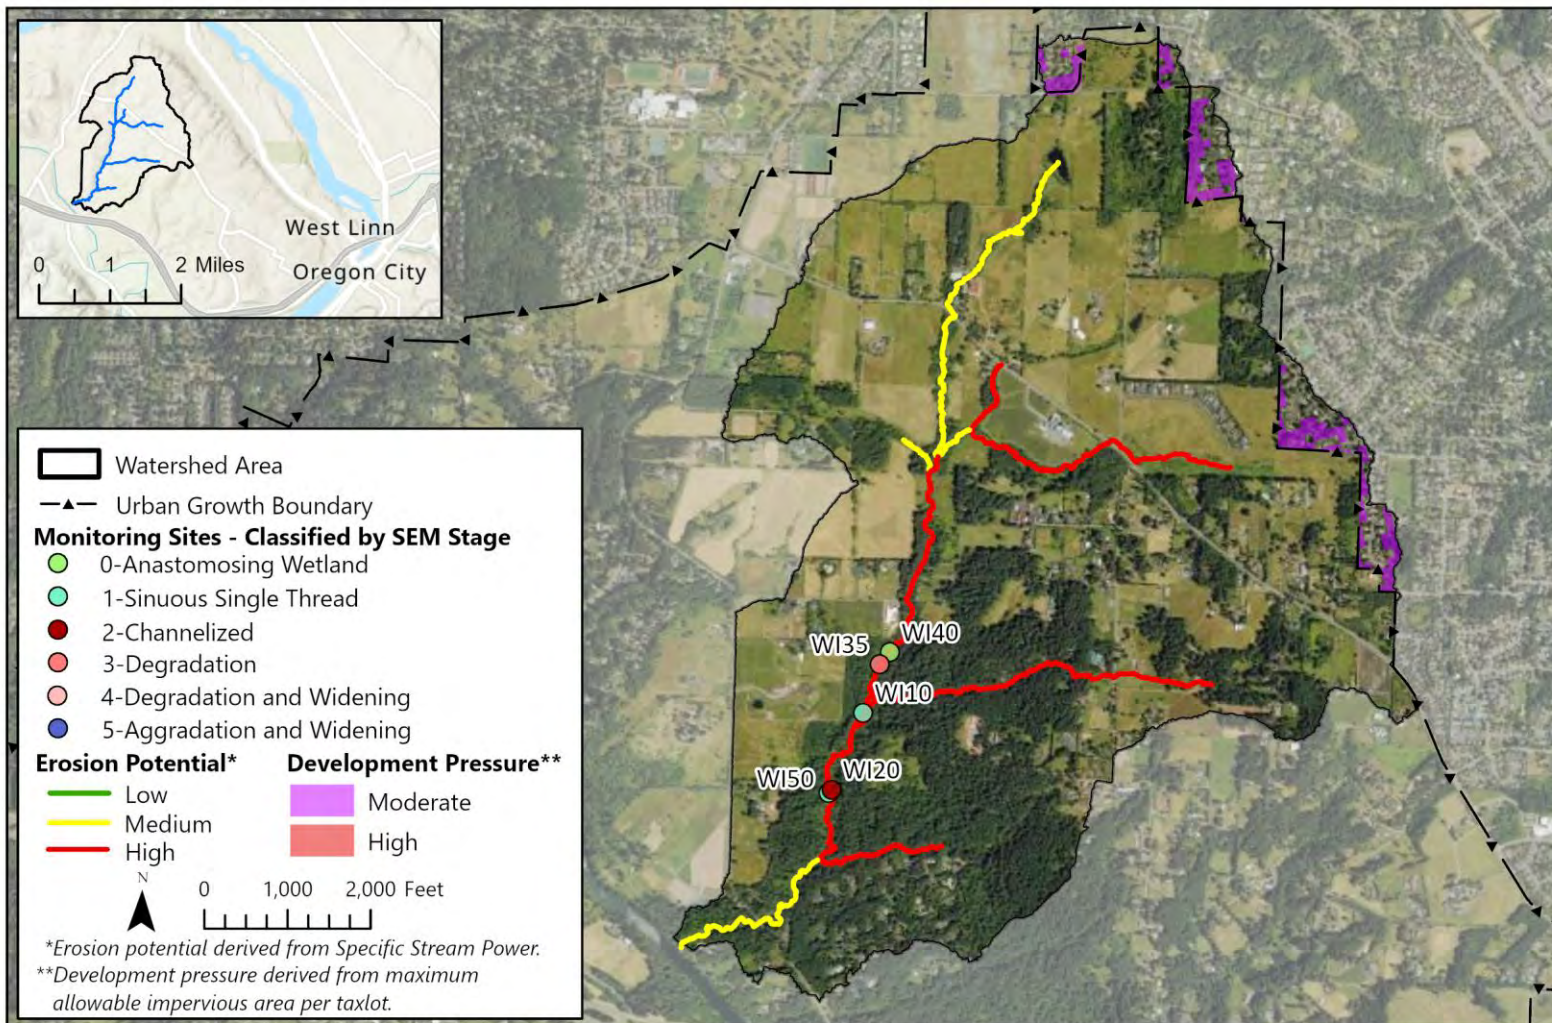 West Linn
Oregon City
0 1 2 Miles
Watershed Area
Urban Growth Boundary
Monitoring Sites - Classified by SEM Stage
0-Anastomosing Wetland
1-Sinuous Single Thread
2-Channelized
3-Degradation
4-Degradation and Widening
5-Aggradation and Widening
Erosion Potential* Development Pressure**
Low
Medium
High
Moderate
High
N
0 1,000 2,000 Feet
*Erosion potential derived from Specific Stream Power.
**Development pressure derived from maximum
allowable impervious area per taxlot.
WI40
WI35
WI10
WI20
WI50